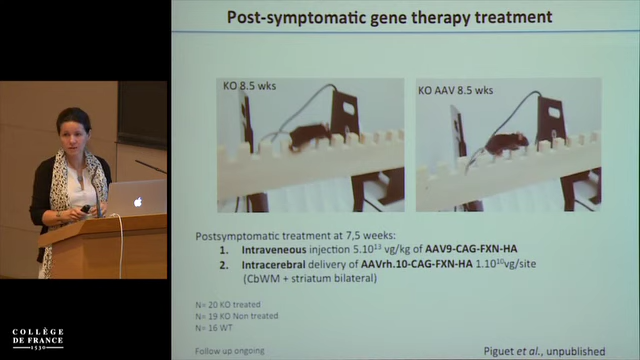 Post-symptomatic gene therapy treatment
KO 8.5 wks
KO AAV 8.5 wks
Postsymptomatic treatment at 7,5 weeks:
1. Intraveneous injection 5.10¹³ vg/kg of AAV9-CAG-FXN-HA
2. Intracerebral delivery of AAVrh.10-CAG-FXN-HA 1.10¹⁰vg/site
(CbWM + striatum bilateral)
N= 20 KO treated
N= 19 KO Non treated
N= 16 WT
Follow up ongoing
Piguet et al., unpublished
COLLÈGE
DE FRANCE
1530